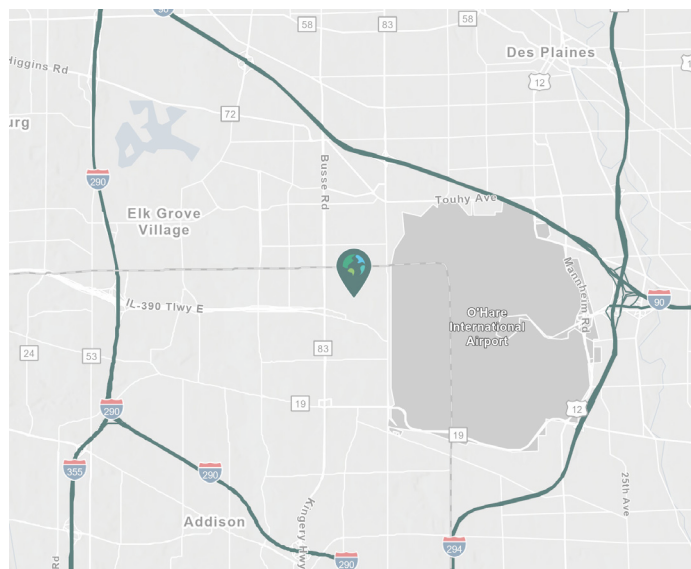 90
58
83
Des Plaines
12
Higgins Rd
72
urg
Busse Rd
290
Touhy Ave
Elk Grove
Village
Mannheim Rd
IL-390 Tlwy E
90
O'Hare
International
Airport
24
53
83
290
19
12
19
355
290
25th Ave
Kingery Hwy
Addison
294
290
PR